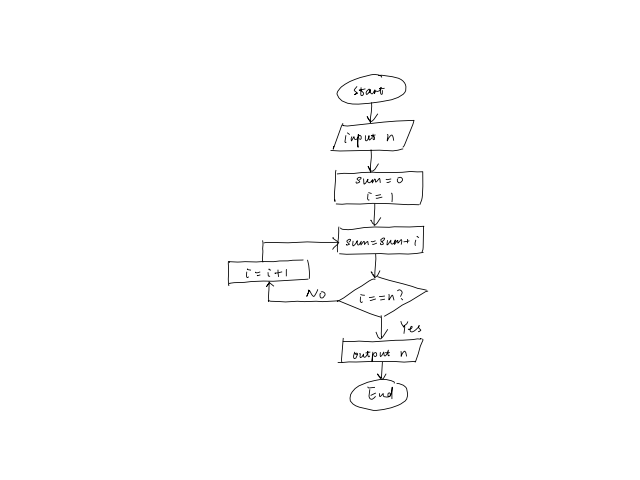 Start
input n
sum=0
i=1
sum=sum+i
i=i+1
i==n?
No
Yes
output n
End